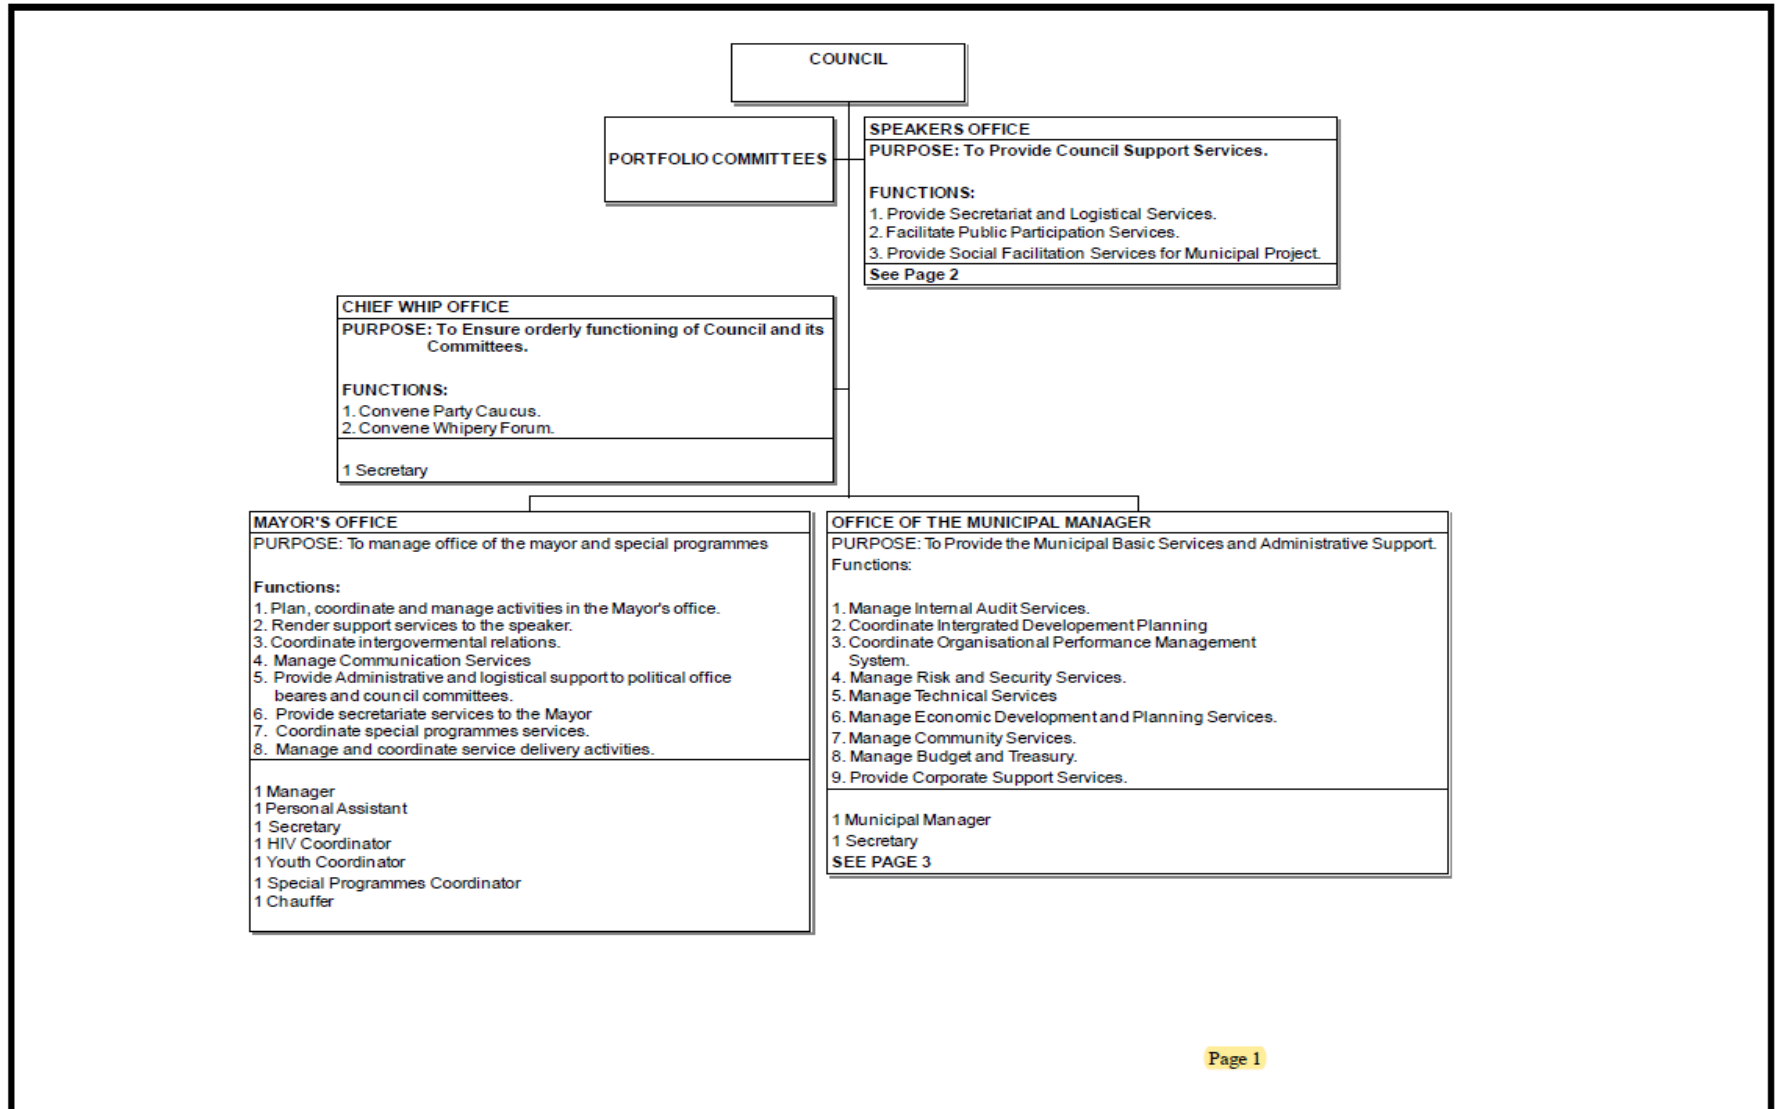 COUNCIL
PORTFOLIO COMMITTEES
SPEAKERS OFFICE
PURPOSE: To Provide Council Support Services.
FUNCTIONS:
1. Provide Secretariat and Logistical Services.
2. Facilitate Public Participation Services.
3. Provide Social Facilitation Services for Municipal Project.
See Page 2
CHIEF WHIP OFFICE
PURPOSE: To Ensure orderly functioning of Council and its
Committees.
FUNCTIONS:
1. Convene Party Caucus.
2. Convene Whipery Forum.
1 Secretary
MAYOR'S OFFICE
PURPOSE: To manage office of the mayor and special programmes
Functions:
1. Plan, coordinate and manage activities in the Mayor's office.
2. Render support services to the speaker.
3. Coordinate intergovermental relations.
4. Manage Communication Services
5. Provide Administrative and logistical support to political office
beares and council committees.
6. Provide secretariate services to the Mayor
7. Coordinate special programmes services.
8. Manage and coordinate service delivery activities.
1 Manager
1 Personal Assistant
1 Secretary
1 HIV Coordinator
1 Youth Coordinator
1 Special Programmes Coordinator
1 Chauffer
OFFICE OF THE MUNICIPAL MANAGER
PURPOSE: To Provide the Municipal Basic Services and Administrative Support.
Functions:
1. Manage Internal Audit Services.
2. Coordinate Intergrated Developement Planning
3. Coordinate Organisational Performance Management
System.
4. Manage Risk and Security Services.
5. Manage Technical Services
6. Manage Economic Development and Planning Services.
7. Manage Community Services.
8. Manage Budget and Treasury.
9. Provide Corporate Support Services.
1 Municipal Manager
1 Secretary
SEE PAGE 3
Page 1